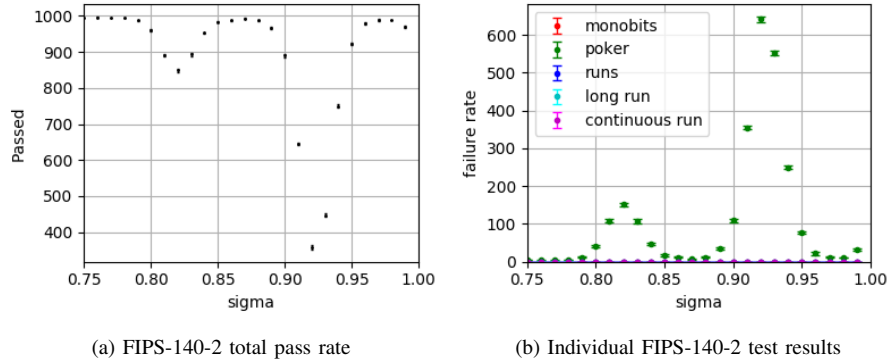 1000
900
800
700
600
500
400
Passed
0.75 0.80 0.85 0.90 0.95 1.00
sigma
(a) FIPS-140-2 total pass rate
monobits
poker
runs
long run
continuous run
600
500
400
300
200
100
0
failure rate
0.75 0.80 0.85 0.90 0.95 1.00
sigma
(b) Individual FIPS-140-2 test results